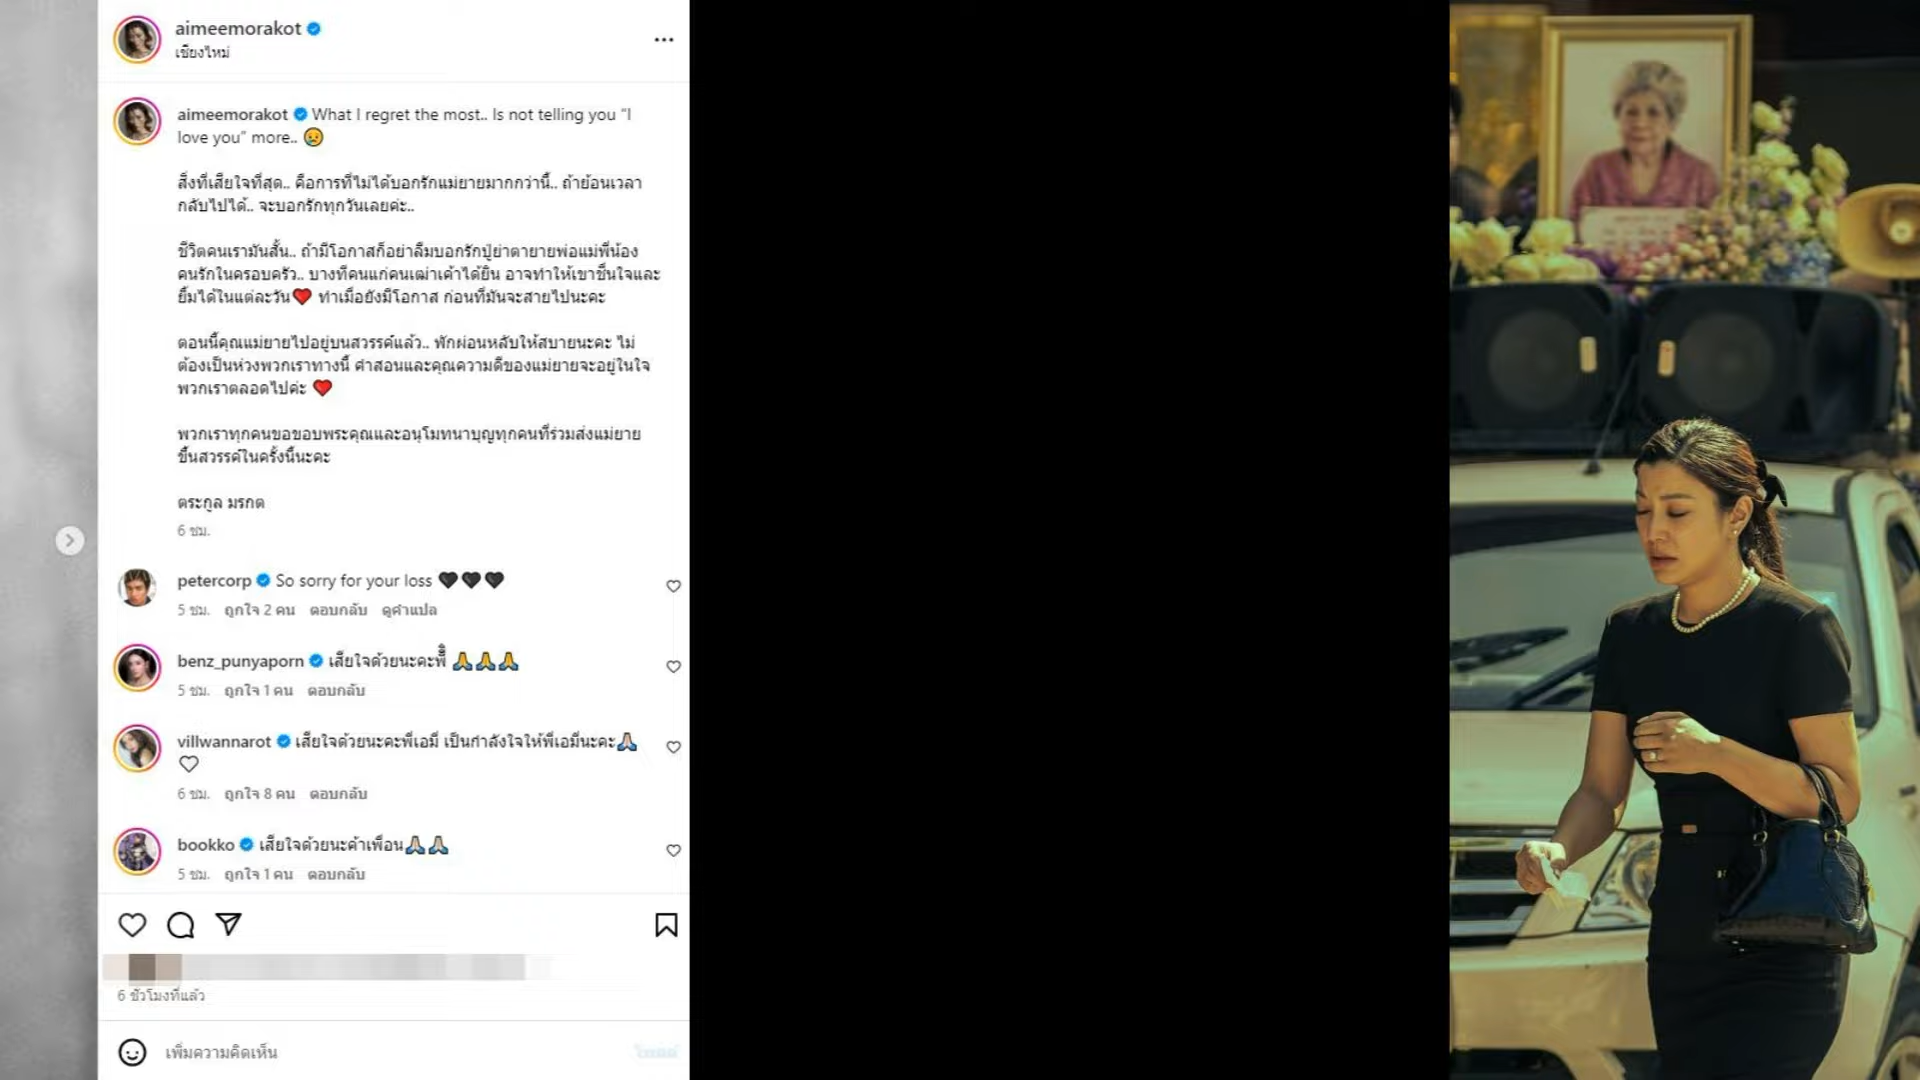 aimeemorakot
เชียงใหม่
aimeemorakot What I regret the most.. Is not telling you "I
love you" more.. 😥
สิ่งที่เสียใจที่สุด.. คือการที่ไม่ได้บอกรักแม่ยายมากกว่านี้.. ถ้าย้อนเวลา
กลับไปได้.. จะบอกรักทุกวันเลยค่ะ..
ชีวิตคนเรามันสั้น.. ถ้ามีโอกาสก็อย่าลืมบอกรักปู่ย่าตายายพ่อแม่พี่น้อง
คนรักในครอบครัว.. บางทีคนแก่คนเฒ่าเค้าได้ยิน อาจทำให้เขาชื่นใจและ
ยิ้มได้ในแต่ละวัน❤️ ทำเมื่อยังมีโอกาส ก่อนที่มันจะสายไปนะคะ
ตอนนี้คุณแม่ยายไปอยู่บนสวรรค์แล้ว.. พักผ่อนหลับให้สบายนะคะ ไม่
ต้องเป็นห่วงพวกเราทางนี้ คำสอนและคุณความดีของแม่ยายจะอยู่ในใจ
พวกเราตลอดไปค่ะ ❤️
พวกเราทุกคนขอขอบพระคุณและอนุโมทนาบุญทุกคนที่ร่วมส่งแม่ยาย
ขึ้นสวรรค์ในครั้งนี้นะคะ
ตระกูล มรกต
6 ชม.
petercorp So sorry for your loss 🖤🖤🖤
5 ชม. ถูกใจ 2 คน ตอบกลับ ดูคำแปล
benz_punyaporn เสียใจด้วยนะคะพี่ 🙏🙏🙏
5 ชม. ถูกใจ 1 คน ตอบกลับ
villwannarot เสียใจด้วยนะคะพี่เอมี่ เป็นกำลังใจให้พี่เอมี่นะคะ🙏🏻
🤍
6 ชม. ถูกใจ 8 คน ตอบกลับ
bookko เสียใจด้วยนะค้าเพื่อน🙏🏻🙏🏻
5 ชม. ถูกใจ 1 คน ตอบกลับ
6 ชั่วโมงที่แล้ว
เพิ่มความคิดเห็น